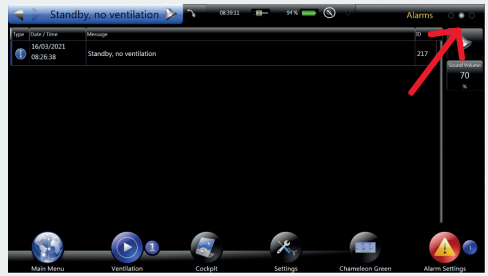 Standby, no ventilation
08:39:11
94 %
Alarms
Type Date / Time Message ID
16/03/2021
08:26:38
Standby, no ventilation
217
Sound Volume
70
%
1
Main Menu Ventilation Cockpit Settings Chameleon Green Alarm Settings